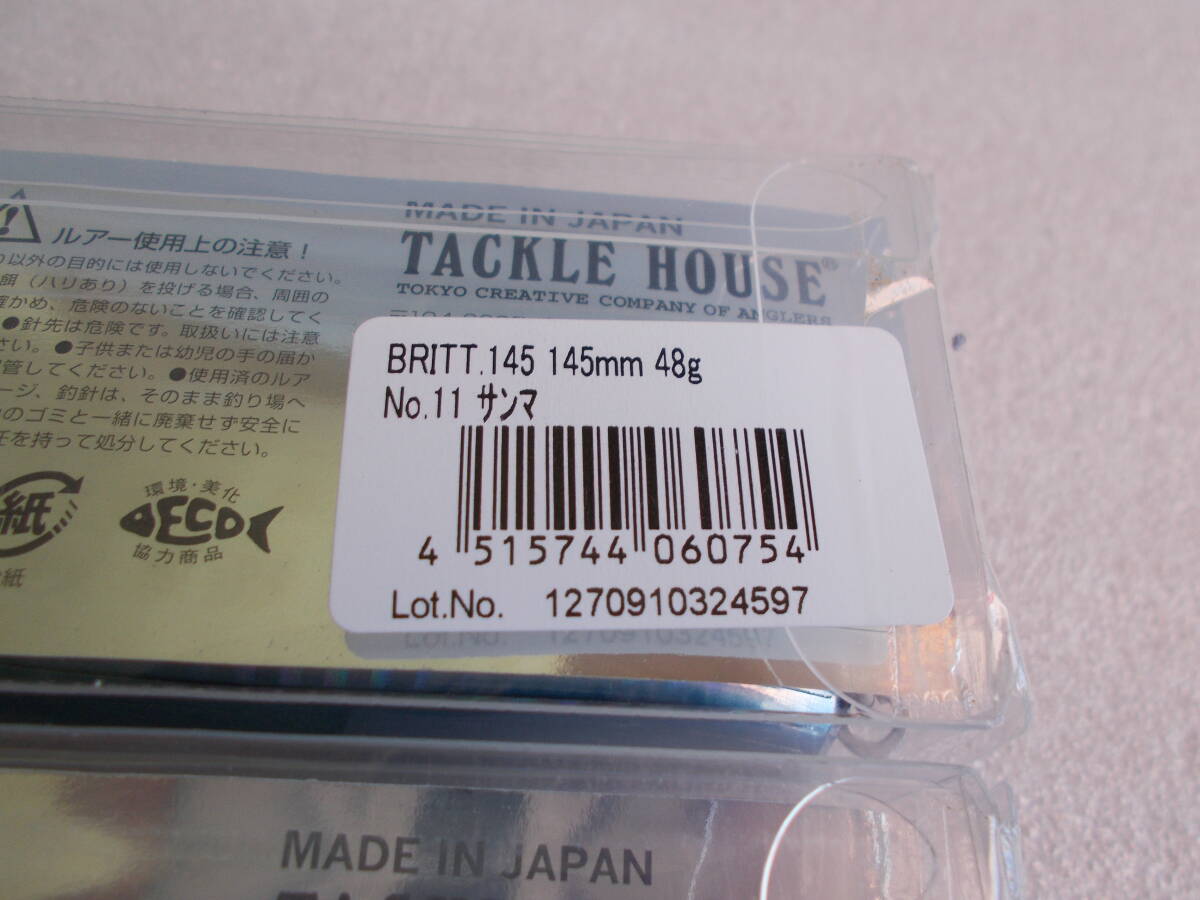 ルアー使用上の注意！
以外の目的には使用しないでください。
餌（ハリあり）を投げる場合、周囲の
かめ、危険のないことを確認してく
●針先は危険です。取扱いには注意
さい。●子供または幼児の手の届か
管してください。●使用済のルア
ージ、釣針は、そのまま釣り場へ
のゴミと一緒に廃棄せず安全に
を持って処分してください。
紙
環境・美化
ECO
協力商品
紙
MADE IN JAPAN
TACKLE HOUSE®
TOKYO CREATIVE COMPANY OF ANGLERS
BRITT.145 145mm 48g
No.11 サンマ
4 515744 060754
Lot.No. 1270910324597
MADE IN JAPAN